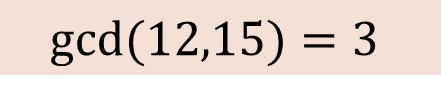 gcd(12,15) = 3